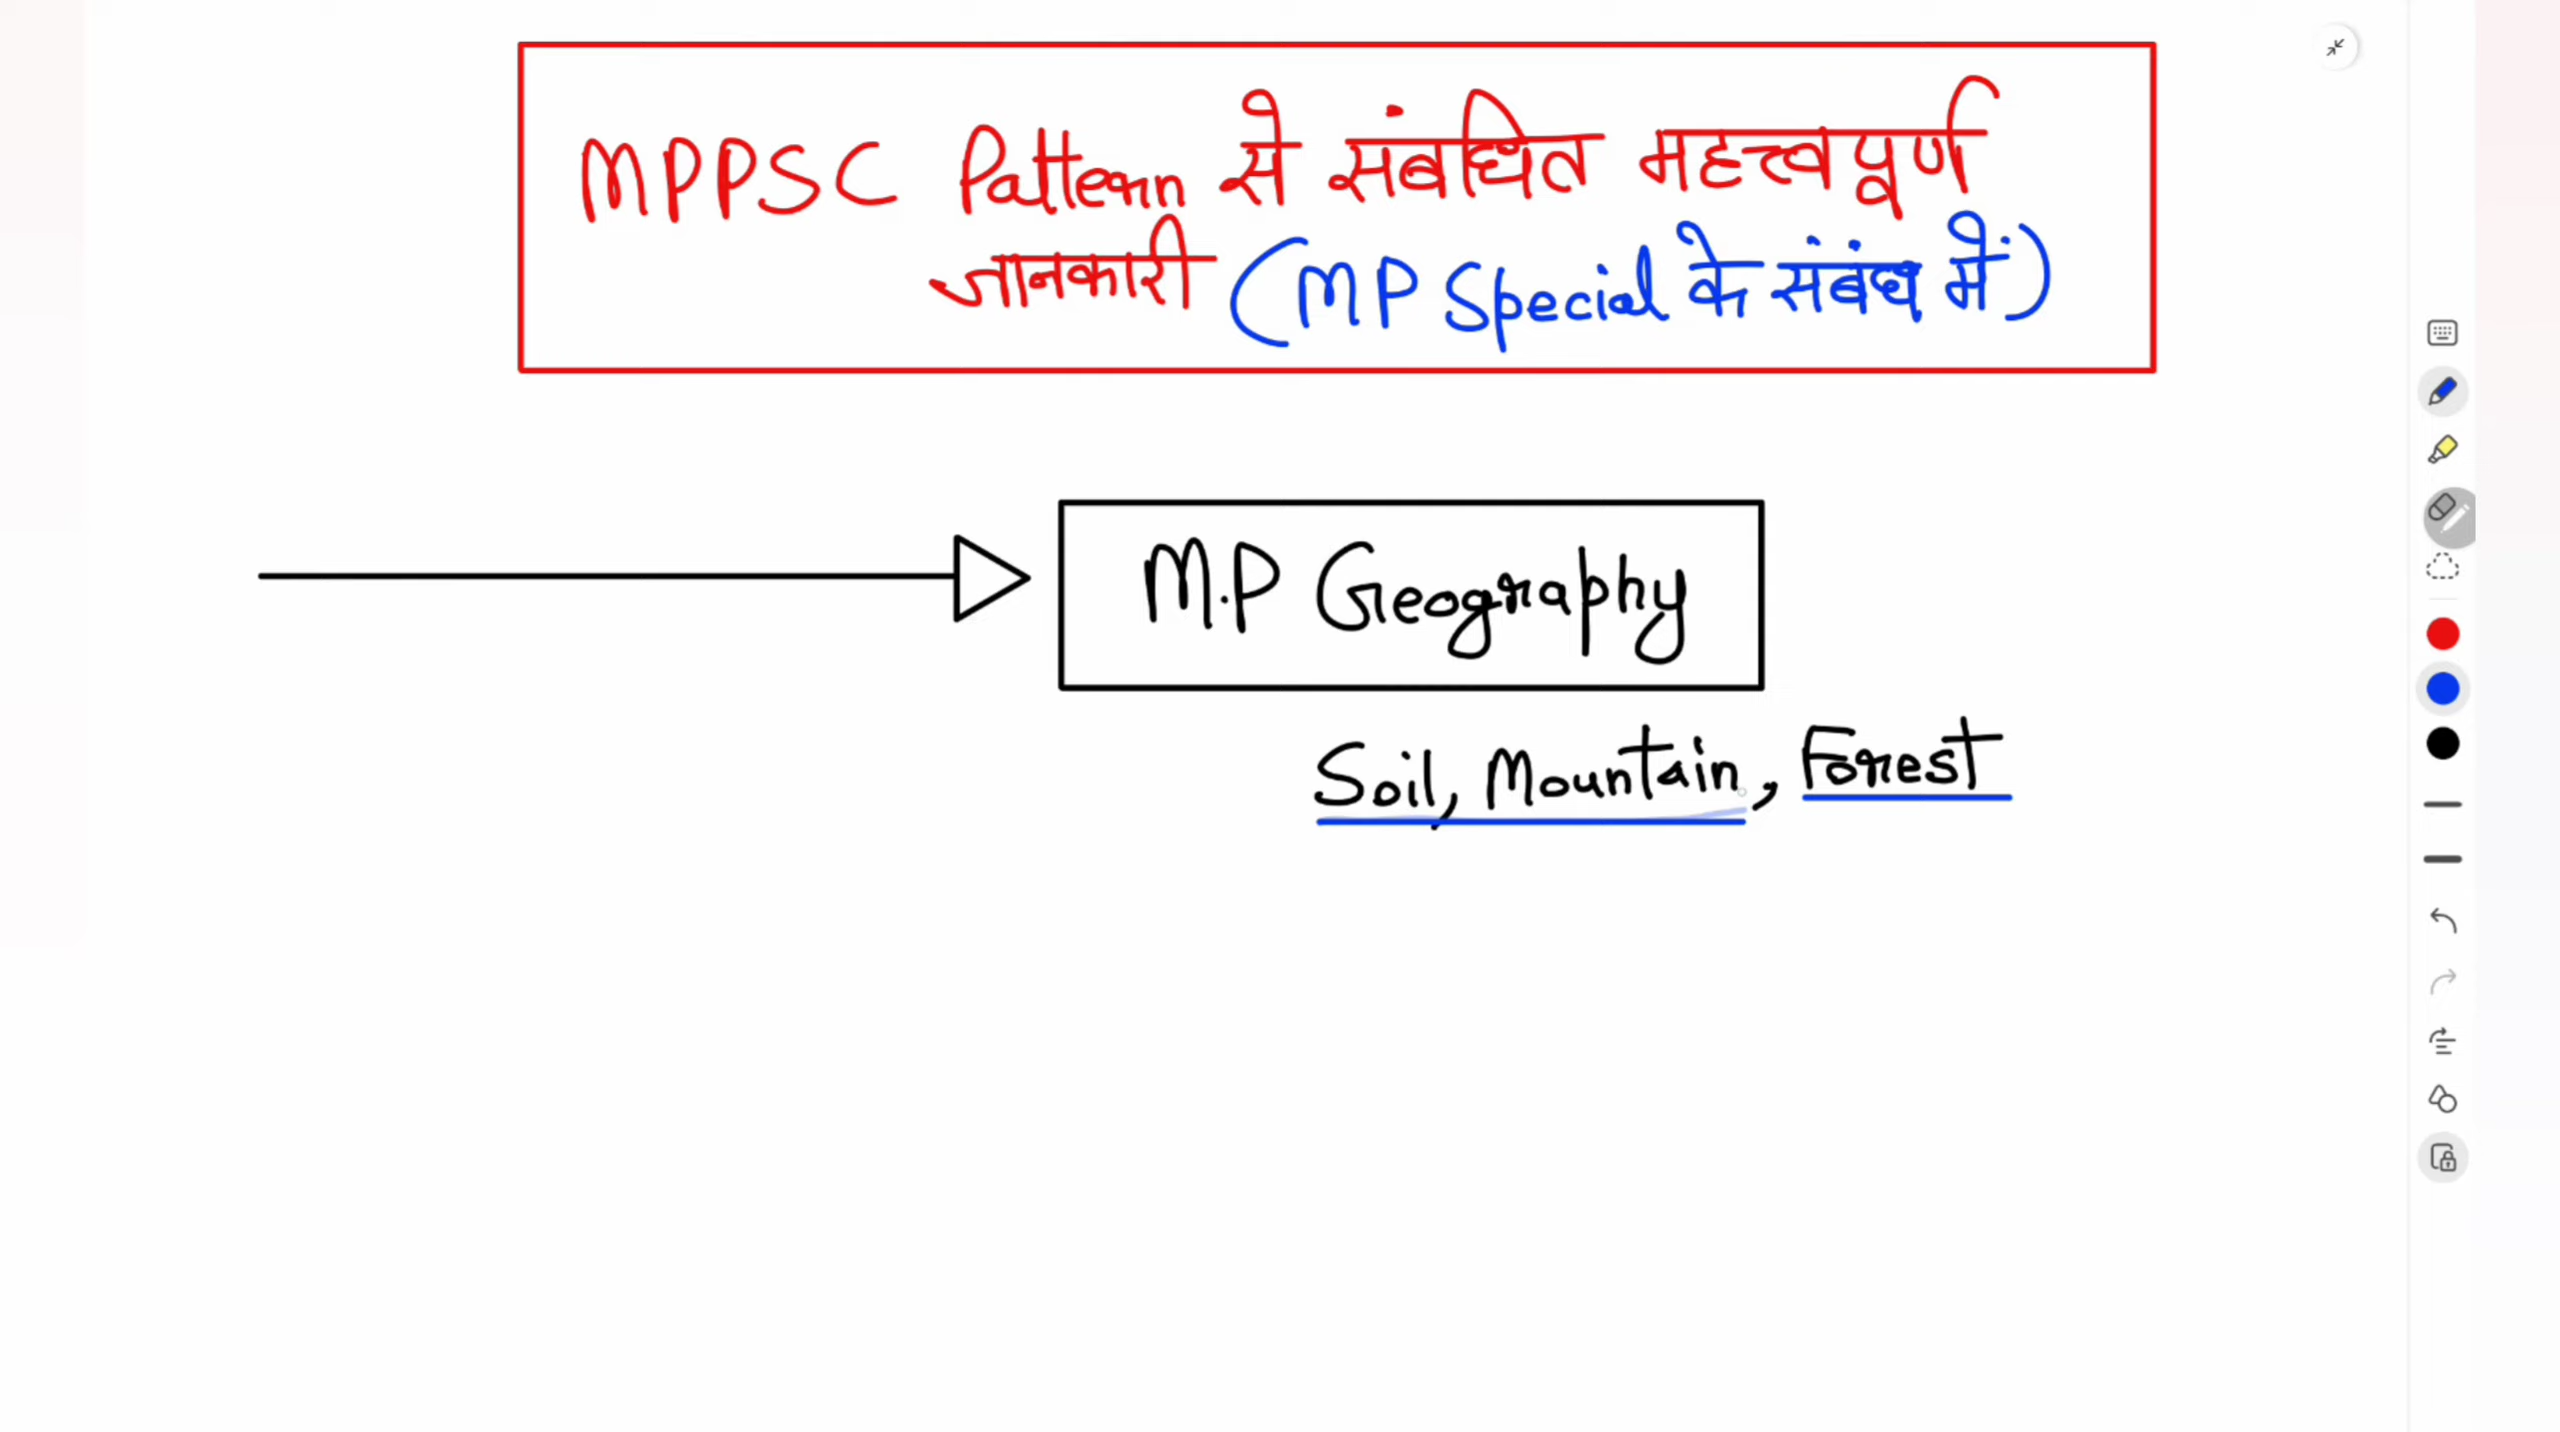 MPPSC Pattern से संबंधित महत्त्वपूर्ण
जानकारी (MP Special के संबंध में)
M.P Geography
Soil, Mountain, Forest